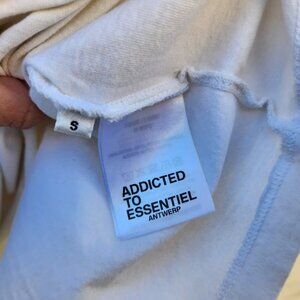 S
ADDICTED
TO
ESSENTIEL
ANTWERP